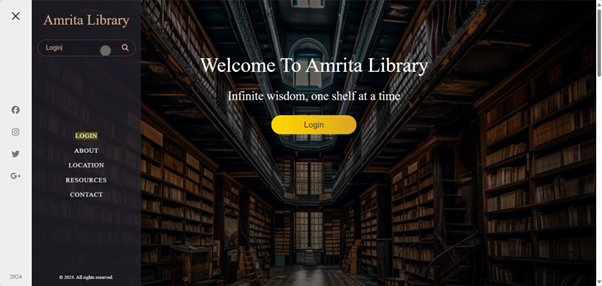 Amrita Library
Login
LOGIN
ABOUT
LOCATION
RESOURCES
CONTACT
© 2024. All rights reserved.
2024
Welcome To Amrita Library
Infinite wisdom, one shelf at a time
Login